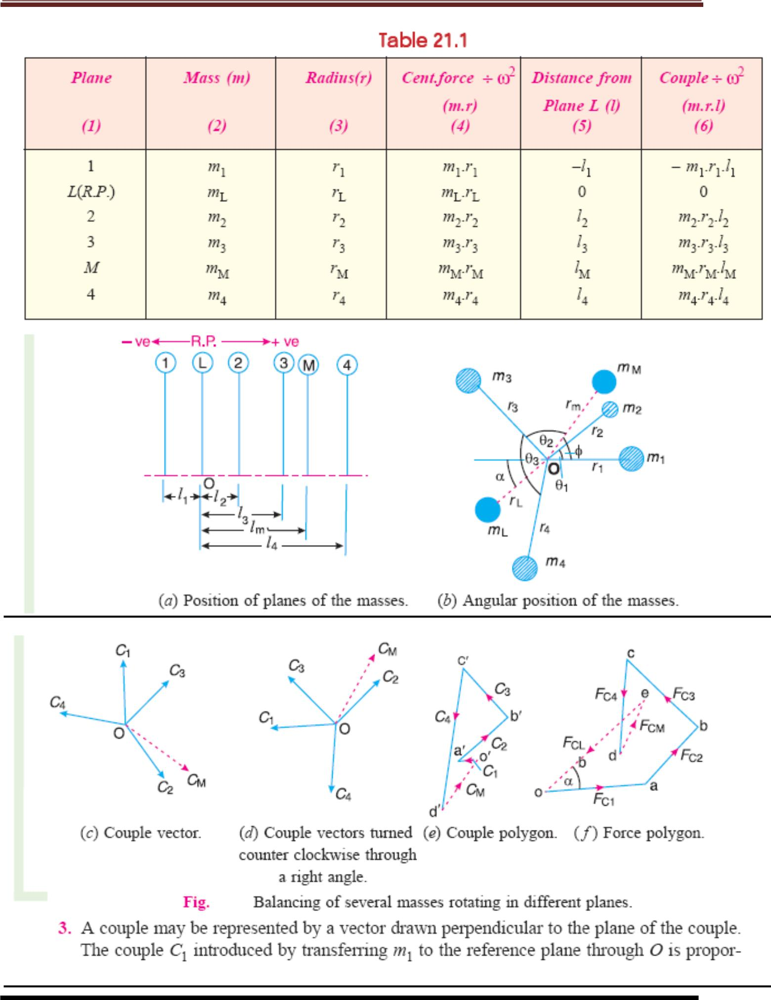 Table 21.1
Plane Mass (m) Radius(r) Cent.force ÷ ω² Distance from Couple ÷ ω²
(m.r) Plane L (l) (m.r.l)
(1) (2) (3) (4) (5) (6)
1 m₁ r₁ m₁.r₁ –l₁ – m₁.r₁.l₁
L(R.P.) m_L r_L m_L.r_L 0 0
2 m₂ r₂ m₂.r₂ l₂ m₂.r₂.l₂
3 m₃ r₃ m₃.r₃ l₃ m₃.r₃.l₃
M m_M r_M m_M.r_M l_M m_M.r_M.l_M
4 m₄ r₄ m₄.r₄ l₄ m₄.r₄.l₄
– ve R.P. + ve
1 L 2 3 M 4
O
l₁ l₂
l₃
l_m
l₄
m₃ m_M
r₃ r_m m₂
r₂
θ₂ ϕ
θ₃ O r₁ m₁
α θ₁
r_L
m_L r₄
m₄
(a) Position of planes of the masses. (b) Angular position of the masses.
C₁
C₃
C₄
O
C₂ C_M
C_M
C₃
C₂
C₁
O
C₄
c'
C₃
C₄ b'
C₂
a' o'
C₁
C_M
d'
c
F_C4 e F_C3
F_CM b
F_CL
d F_C2
b
α
o a
F_C1
(c) Couple vector. (d) Couple vectors turned (e) Couple polygon. (f) Force polygon.
counter clockwise through
a right angle.
Fig. Balancing of several masses rotating in different planes.
3. A couple may be represented by a vector drawn perpendicular to the plane of the couple.
The couple C₁ introduced by transferring m₁ to the reference plane through O is propor-